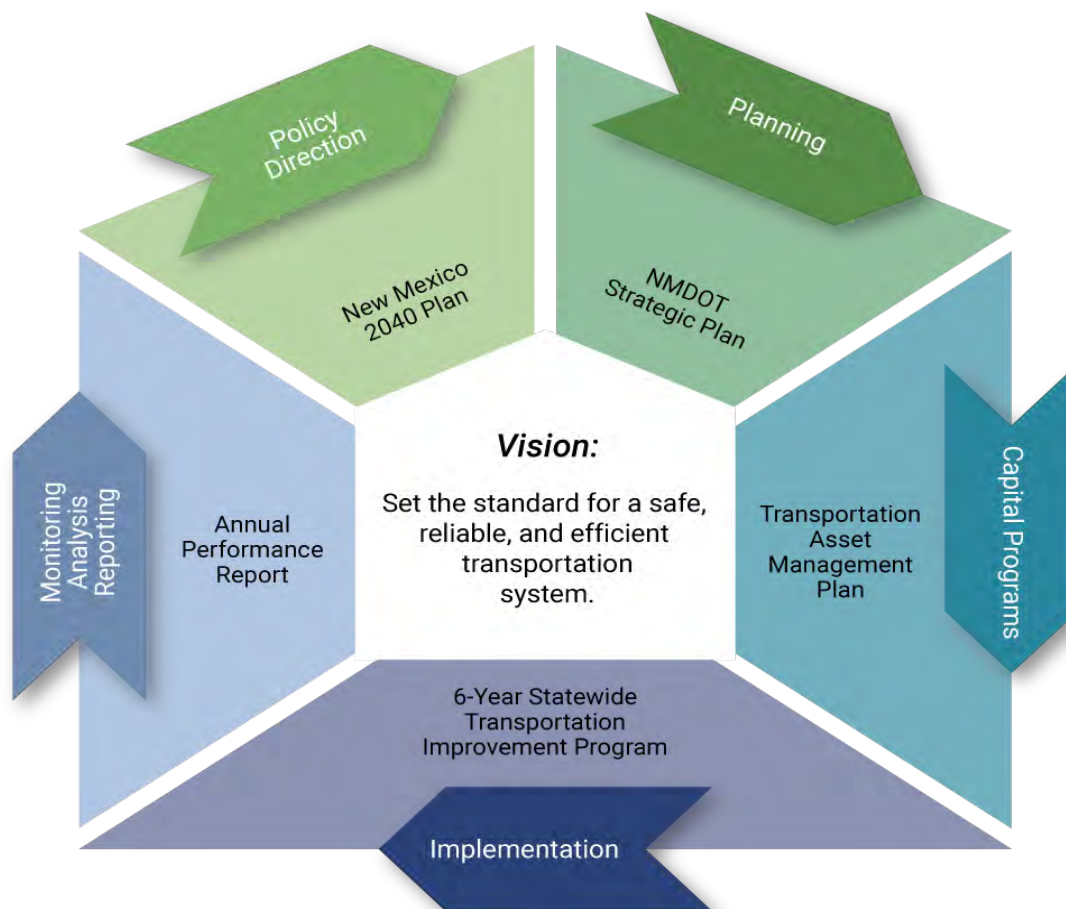 Policy
Direction
New Mexico
2040 Plan
Planning
NMDOT
Strategic Plan
Capital Programs
Transportation
Asset
Management
Plan
Implementation
6-Year Statewide
Transportation
Improvement Program
Monitoring
Analysis
Reporting
Annual
Performance
Report
Vision:
Set the standard for a safe,
reliable, and efficient
transportation
system.